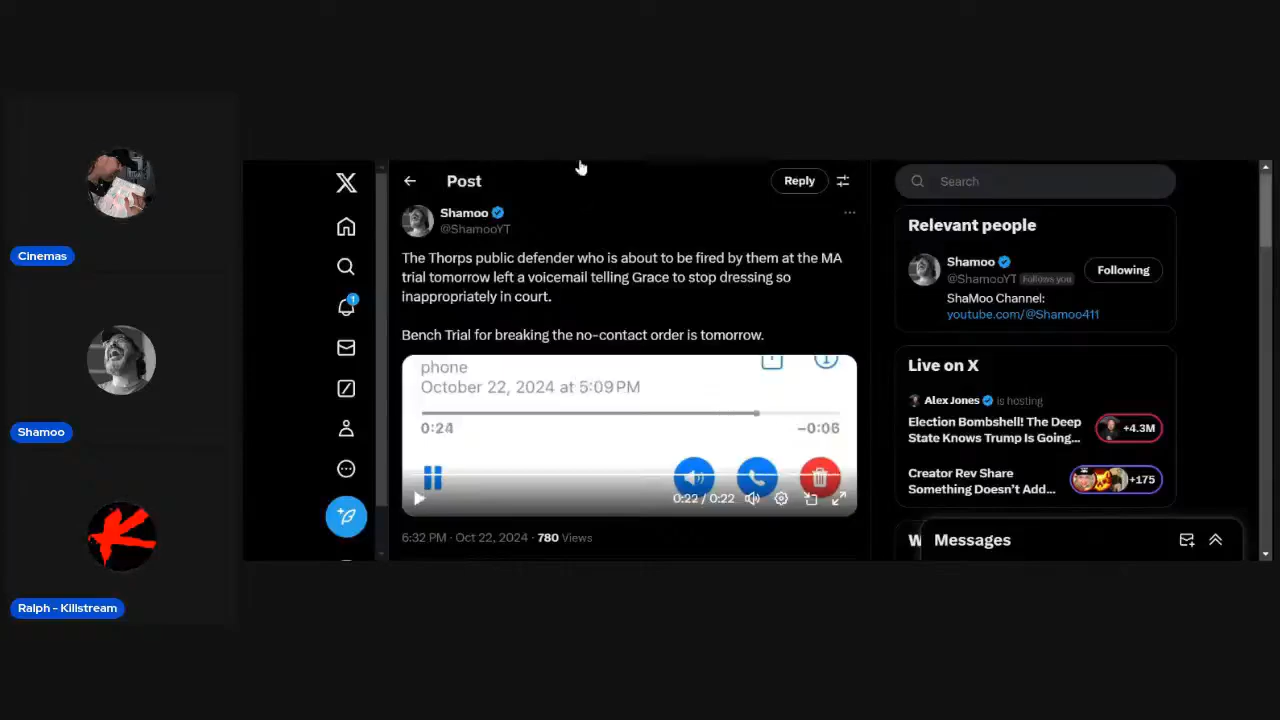 Cinemas
Shamoo
Ralph - Killstream
Post
Reply
Shamoo
@ShamooYT
The Thorps public defender who is about to be fired by them at the MA
trial tomorrow left a voicemail telling Grace to stop dressing so
inappropriately in court.
Bench Trial for breaking the no-contact order is tomorrow.
phone
October 22, 2024 at 5:09 PM
0:24
−0:06
0:22 / 0:22
6:32 PM · Oct 22, 2024 · 780 Views
1
Search
Relevant people
Shamoo
@ShamooYT Follows you
Following
ShaMoo Channel:
youtube.com/@Shamoo411
Live on X
Alex Jones is hosting
Election Bombshell! The Deep
State Knows Trump Is Going...
+4.3M
Creator Rev Share
Something Doesn't Add...
+175
W
Messages